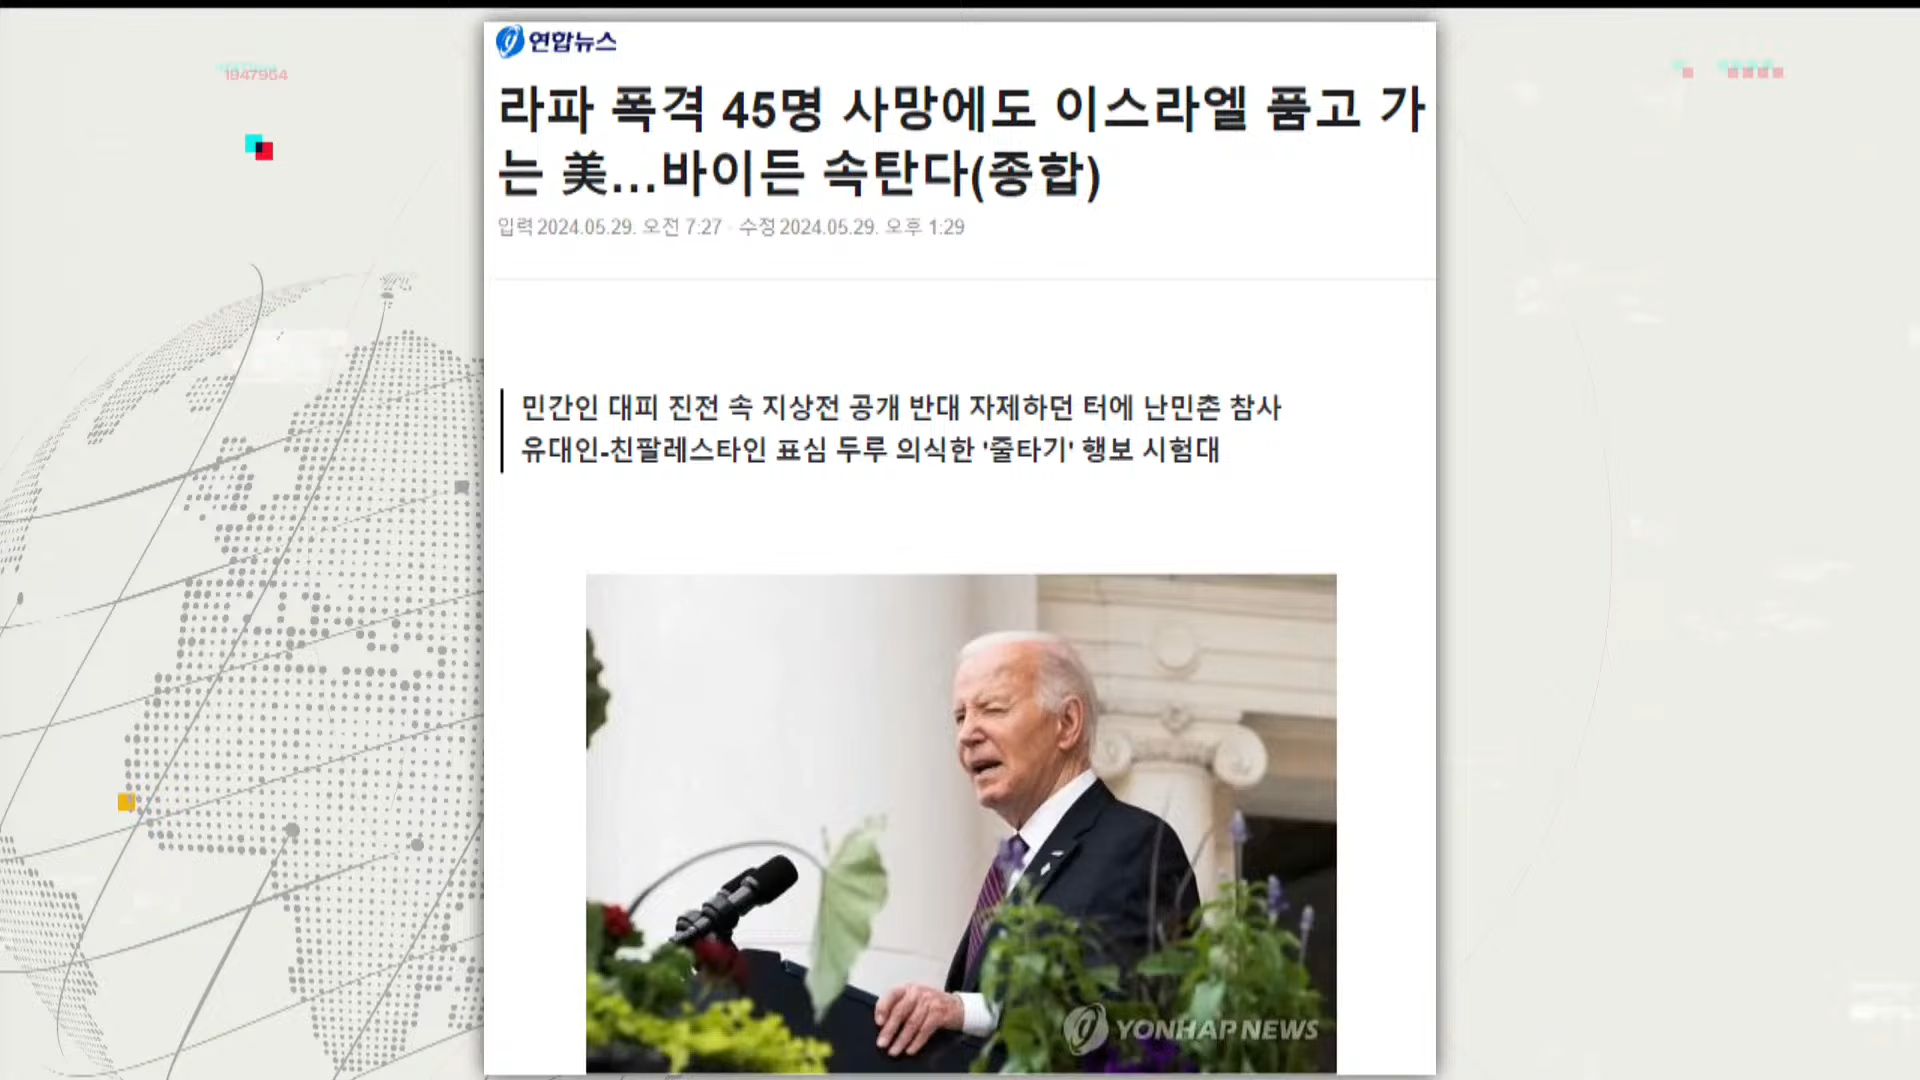 1947964
연합뉴스
라파 폭격 45명 사망에도 이스라엘 품고 가
는 美...바이든 속탄다(종합)
입력 2024.05.29. 오전 7:27 · 수정 2024.05.29. 오후 1:29
민간인 대피 진전 속 지상전 공개 반대 자제하던 터에 난민촌 참사
유대인-친팔레스타인 표심 두루 의식한 '줄타기' 행보 시험대
YONHAP NEWS